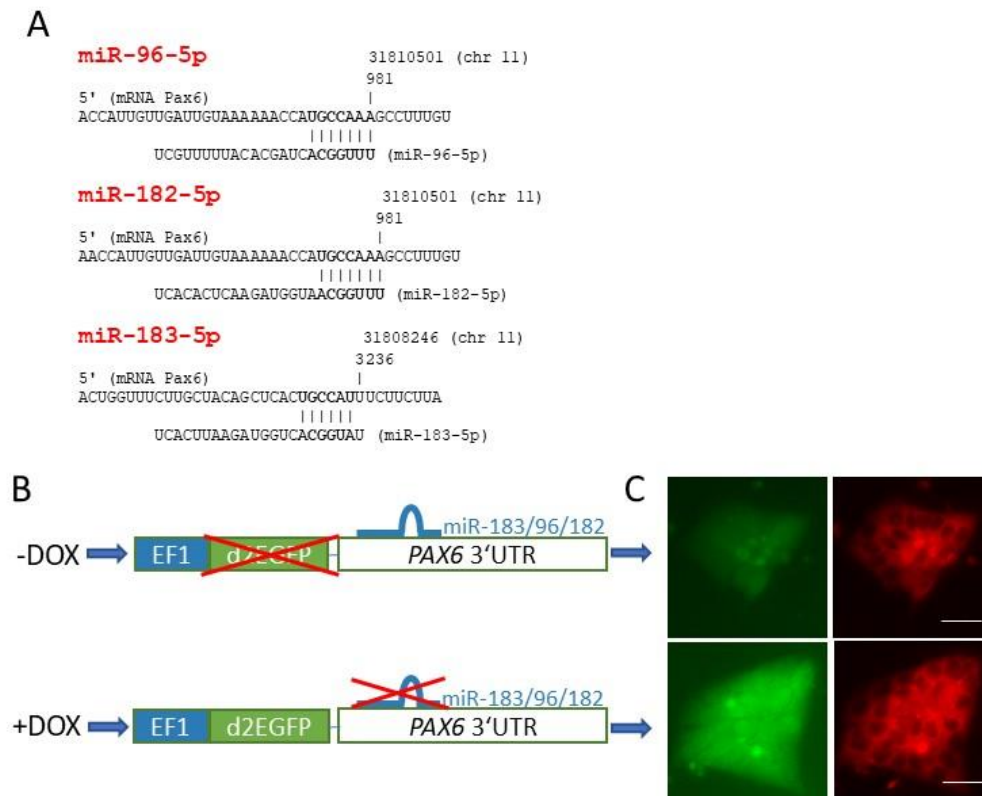 A
miR-96-5p 31810501 (chr 11)
981
5' (mRNA Pax6) |
ACCAUUGUUGAUUGUAAAAAACCAUGCCAAAGCCUUUGU
|||||||
UCGUUUUUACACGAUCACGGUUU (miR-96-5p)
miR-182-5p 31810501 (chr 11)
981
5' (mRNA Pax6) |
AACCAUUGUUGAUUGUAAAAAACCAUGCCAAAGCCUUUGU
|||||||
UCACACUCAAGAUGGUAACGGUUU (miR-182-5p)
miR-183-5p 31808246 (chr 11)
3236
5' (mRNA Pax6) |
ACUGGUUUCUUGCUACAGCUCACUGCCAUUUCUUCUUA
||||||
UCACUUAAGAUGGUCACGGUAU (miR-183-5p)
B
C
miR-183/96/182
-DOX EF1 d2EGFP PAX6 3'UTR
miR-183/96/182
+DOX EF1 d2EGFP PAX6 3'UTR